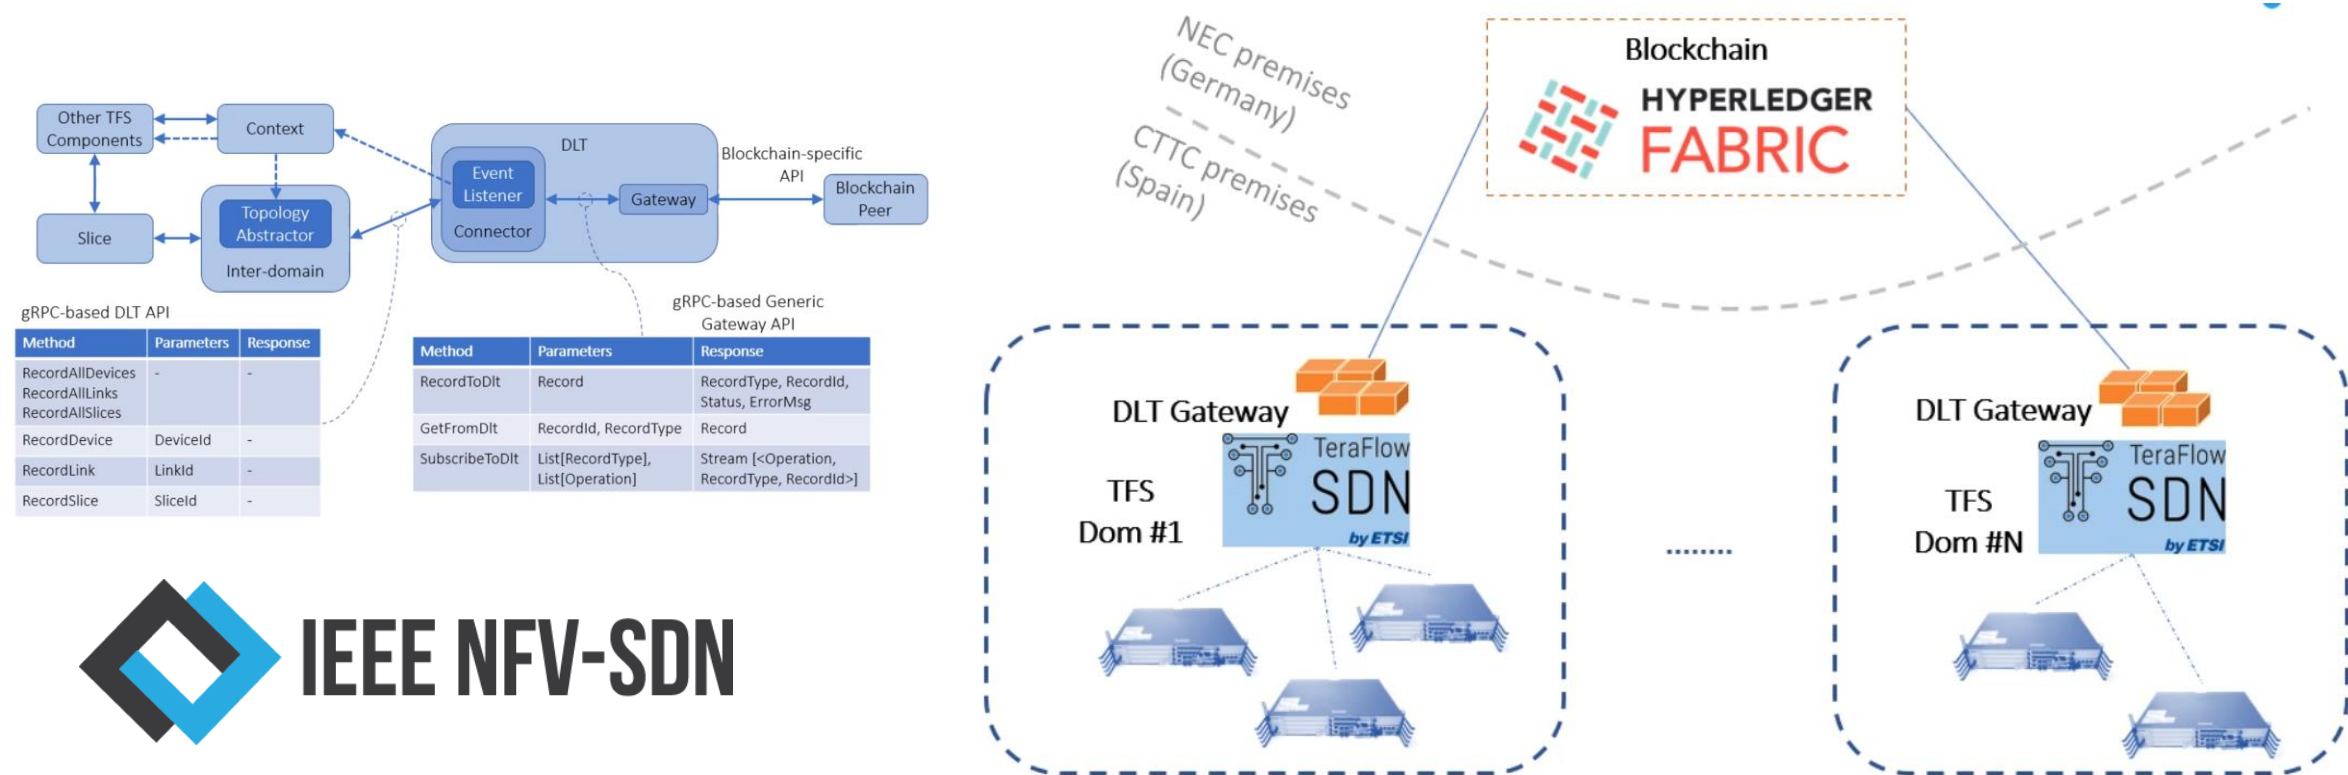 Other TFS
Components
Context
DLT
Event
Listener
Connector
Gateway
Blockchain-specific
API
Blockchain
Peer
Slice
Topology
Abstractor
Inter-domain
gRPC-based DLT API
Method Parameters Response
RecordAllDevices - -
RecordAllLinks
RecordAllSlices
RecordDevice DeviceId -
RecordLink LinkId -
RecordSlice SliceId -
gRPC-based Generic
Gateway API
Method Parameters Response
RecordToDlt Record RecordType, RecordId,
Status, ErrorMsg
GetFromDlt RecordId, RecordType Record
SubscribeToDlt List[RecordType], Stream [<Operation,
List[Operation] RecordType, RecordId>]
IEEE NFV-SDN
NEC premises
(Germany)
CTTC premises
(Spain)
Blockchain
HYPERLEDGER
FABRIC
DLT Gateway
TeraFlow
SDN
by ETSI
TFS
Dom #1
........
DLT Gateway
TeraFlow
SDN
by ETSI
TFS
Dom #N